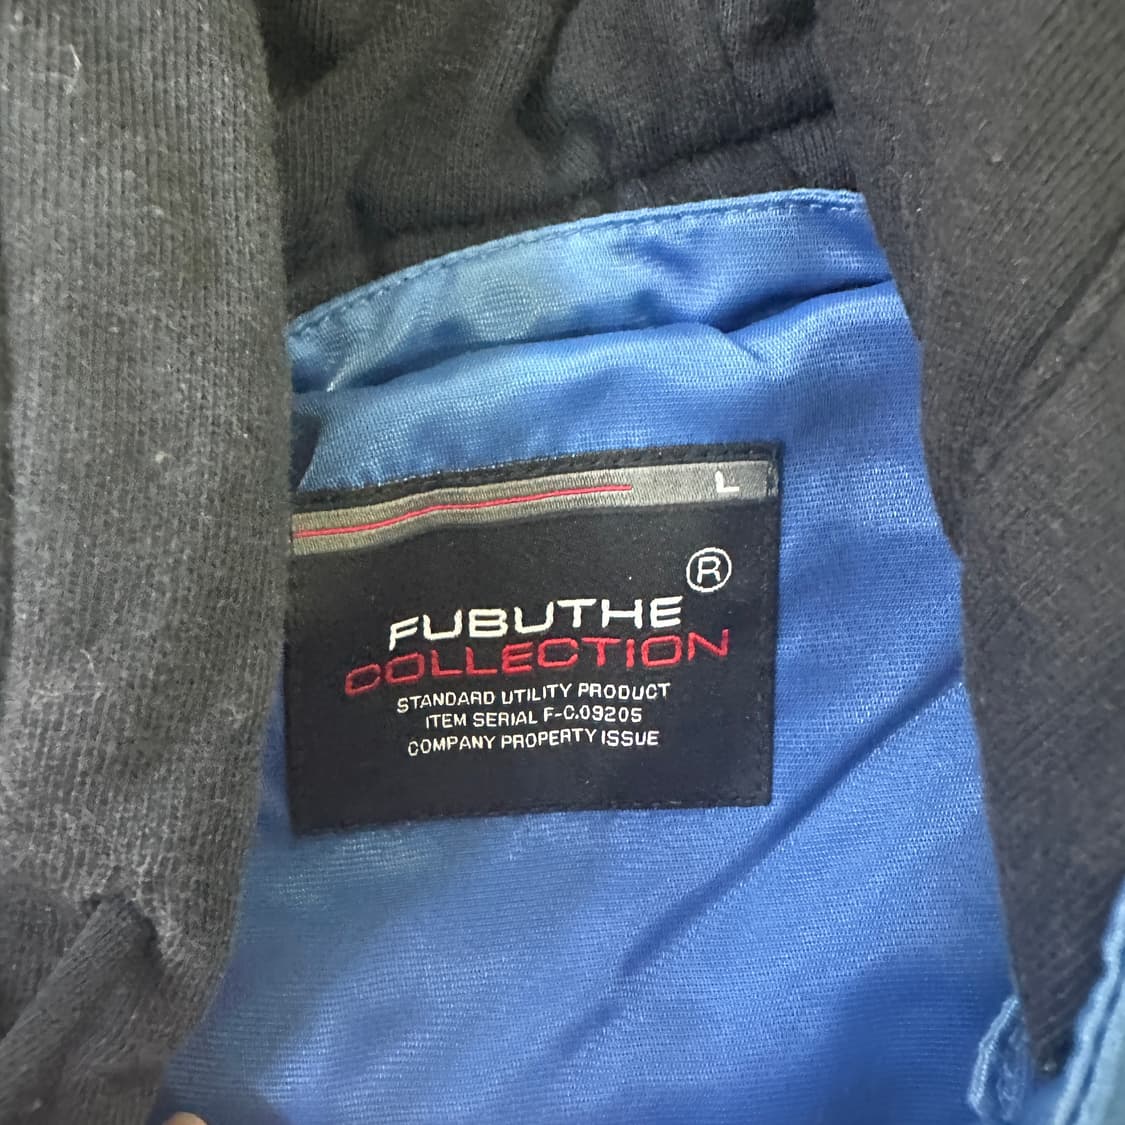 L
®
FUBUTHE
COLLECTION
STANDARD UTILITY PRODUCT
ITEM SERIAL F-C.09205
COMPANY PROPERTY ISSUE